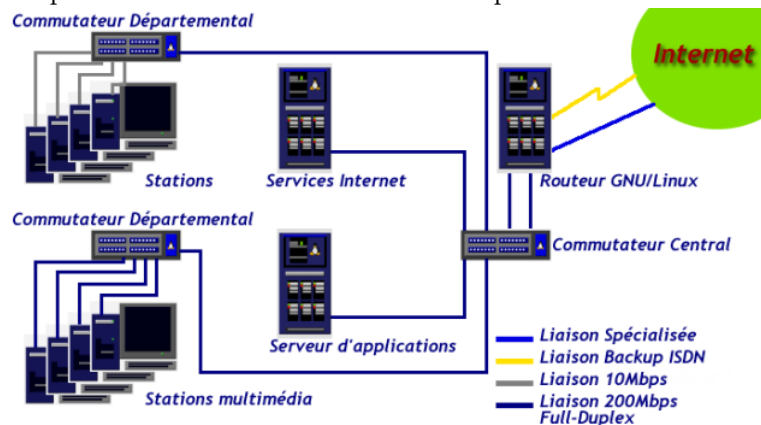 Commutateur Départemental
Internet
Stations
Services Internet
Routeur GNU/Linux
Commutateur Départemental
Commutateur Central
Serveur d'applications
Stations multimédia
Liaison Spécialisée
Liaison Backup ISDN
Liaison 10Mbps
Liaison 200Mbps
Full-Duplex